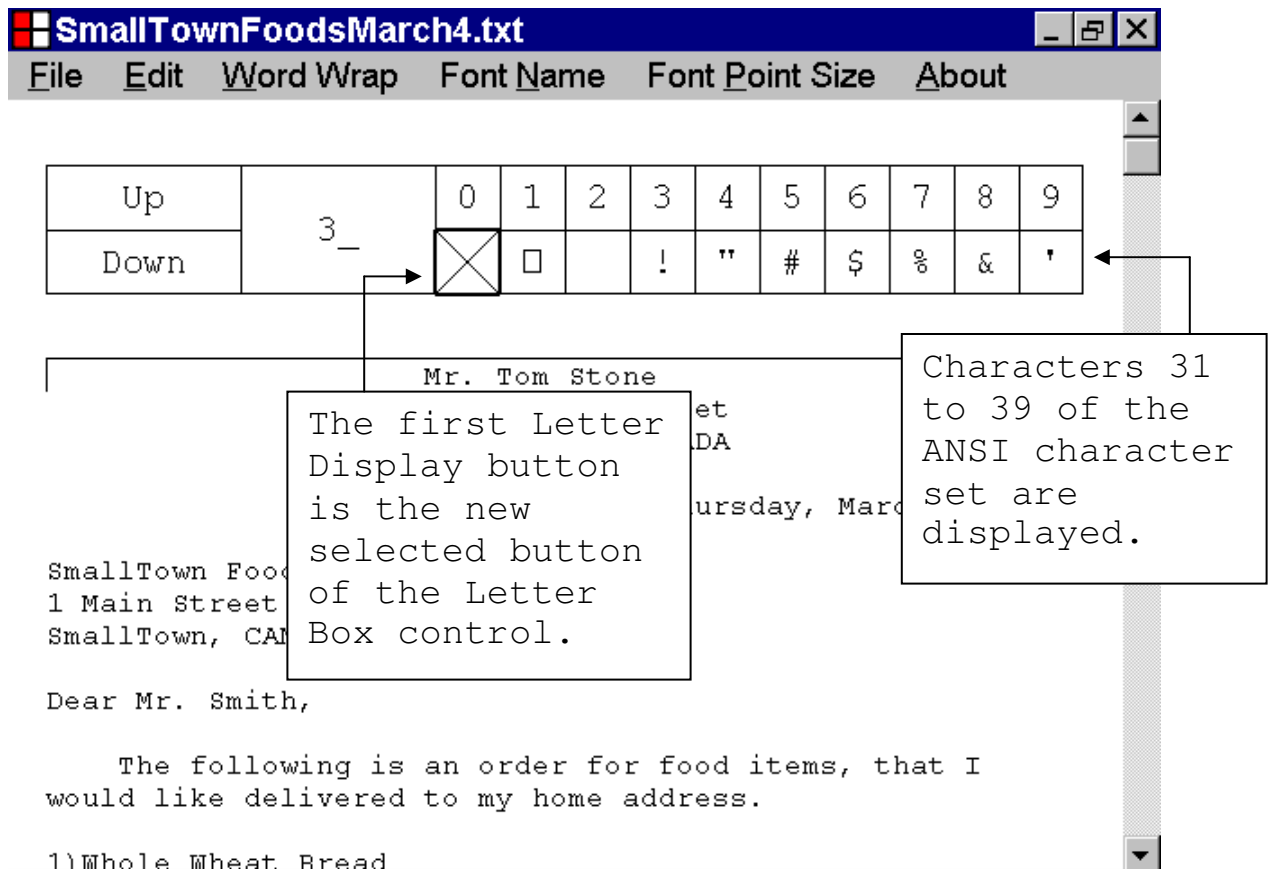 SmallTownFoodsMarch4.txt
File Edit Word Wrap Font Name Font Point Size About
Up 3_ 0 1 2 3 4 5 6 7 8 9
Down ! " # $ % & '
Mr. Tom Stone
Characters 31
to 39 of the
ANSI character
set are
displayed.
The first Letter
Display button
is the new
selected button
of the Letter
Box control.
SmallTown
1 Main Street
SmallTown,
Dear Mr. Smith,
The following is an order for food items, that I
would like delivered to my home address.
1)Whole Wheat Bread